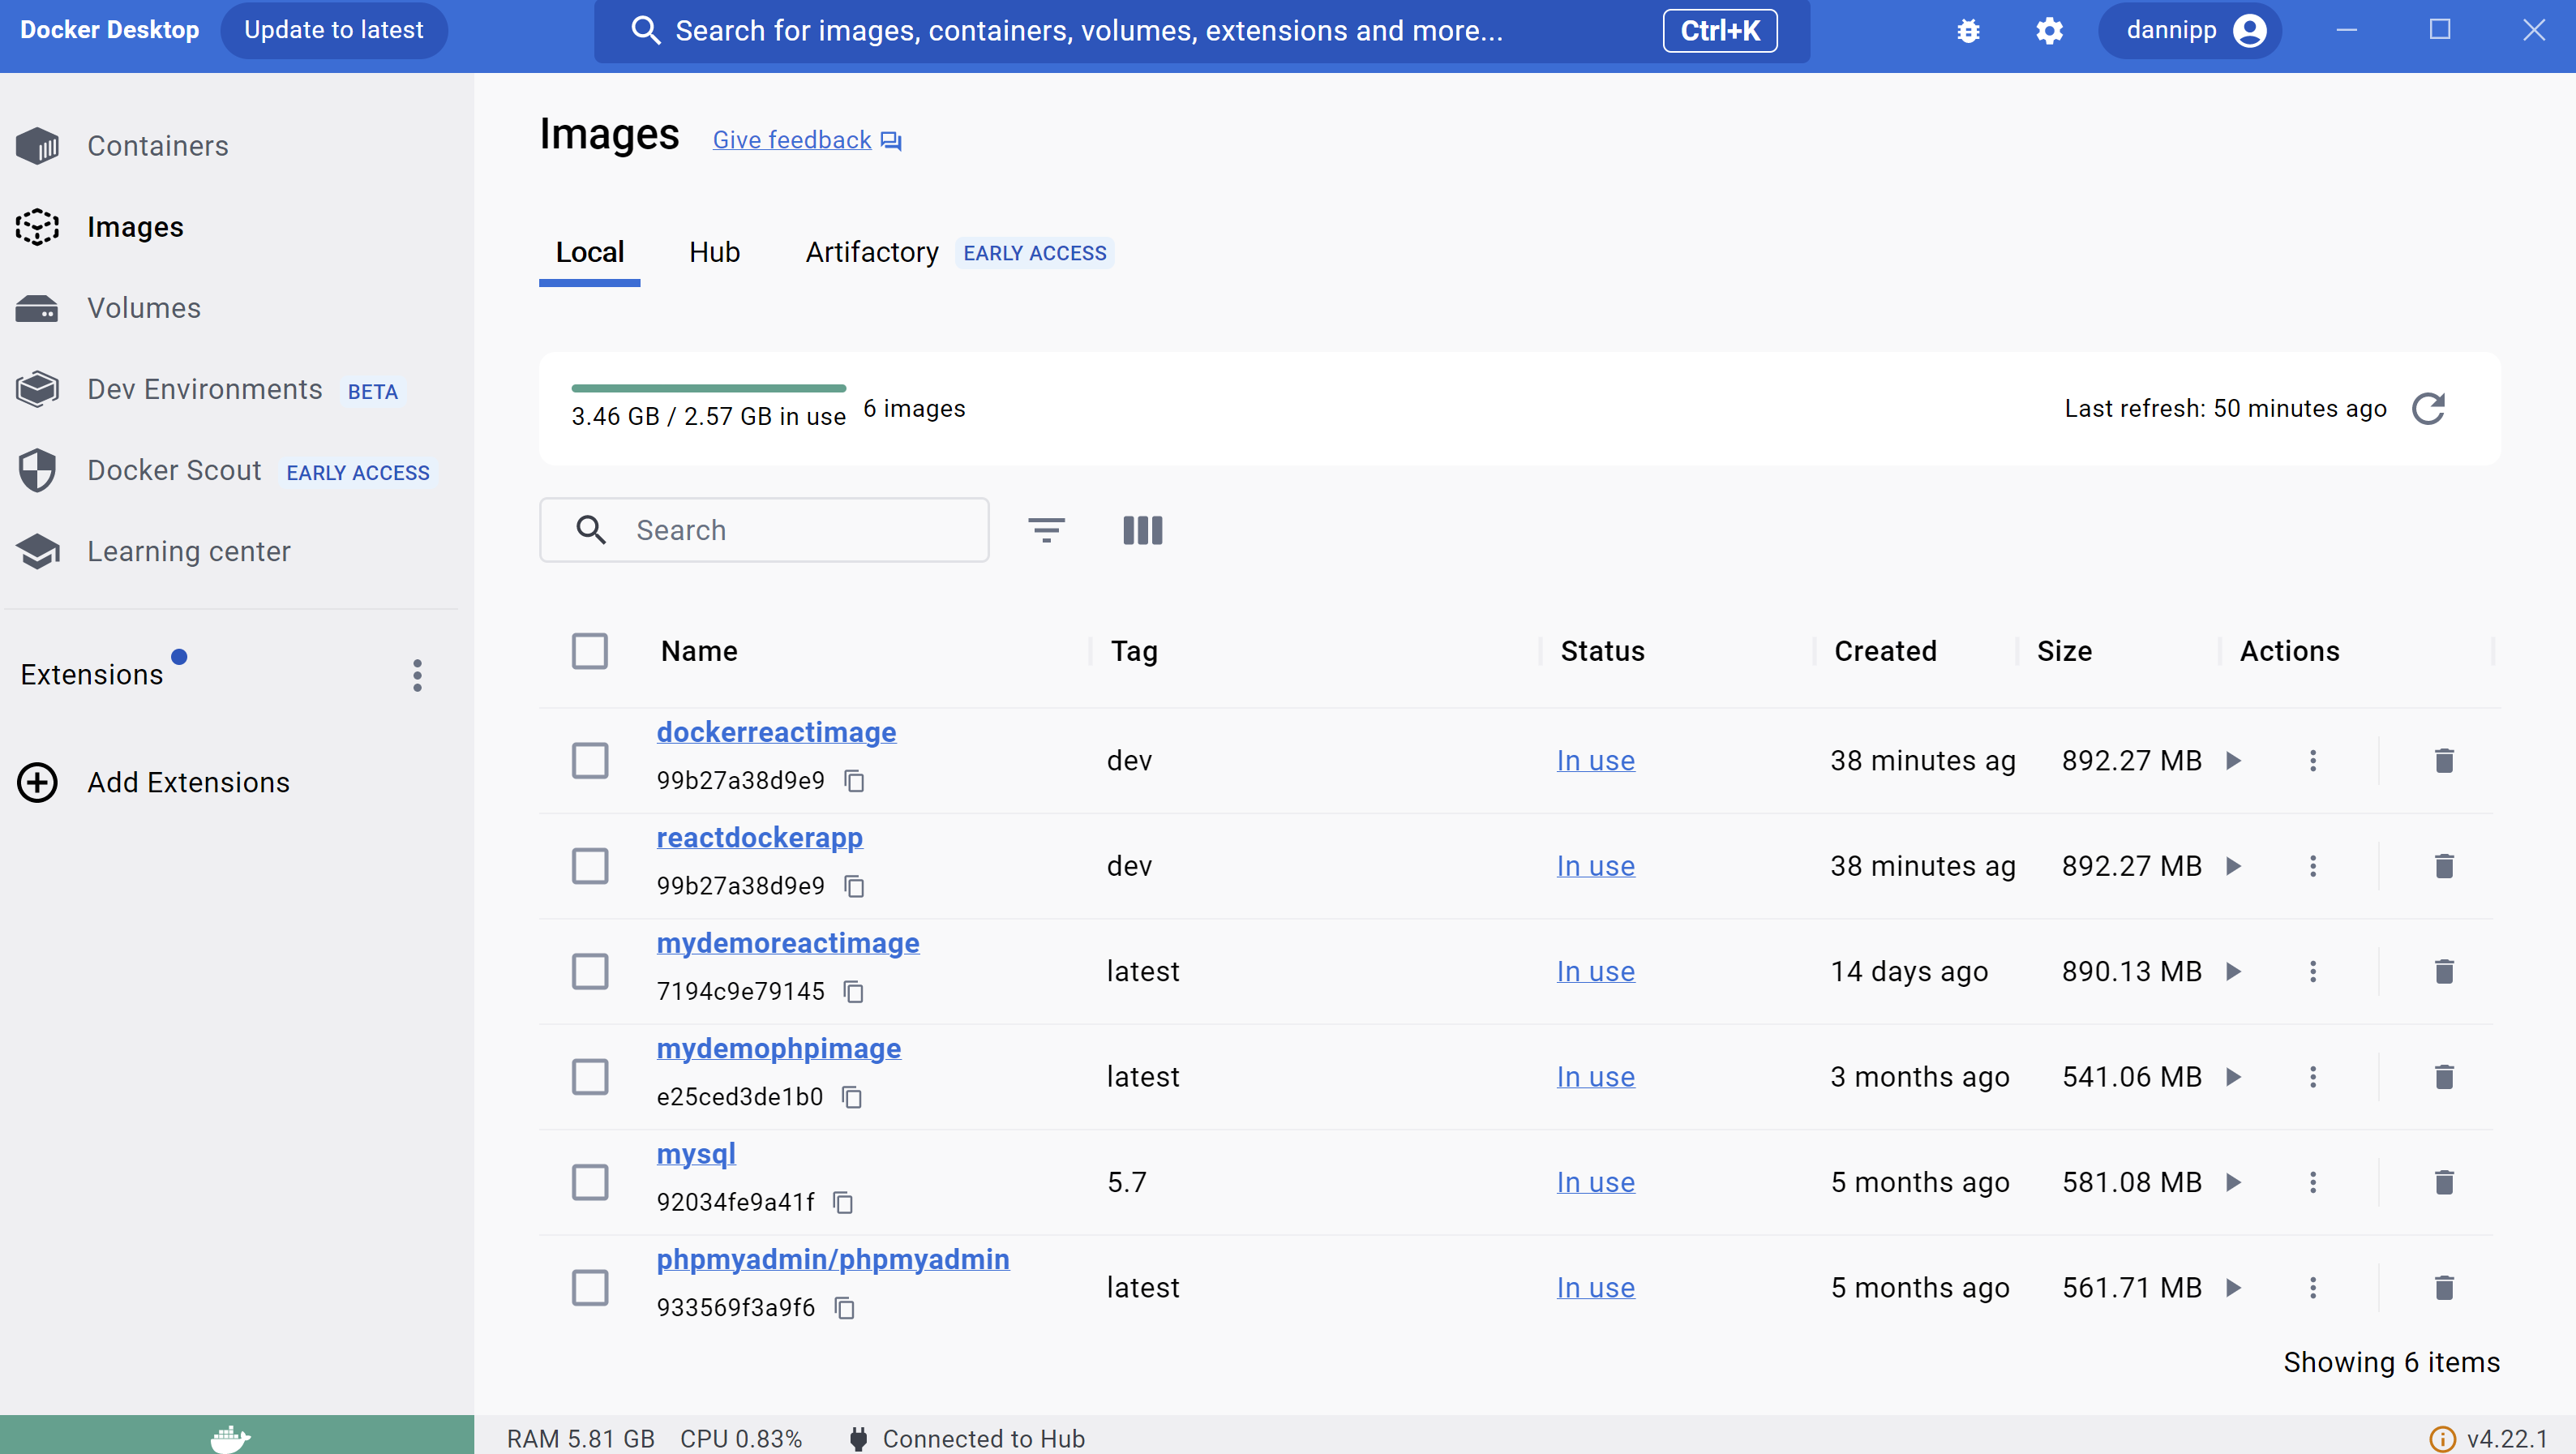 Docker Desktop Update to latest Search for images, containers, volumes, extensions and more... Ctrl+K dannipp
Containers
Images
Volumes
Dev Environments BETA
Docker Scout EARLY ACCESS
Learning center
Extensions
Add Extensions
Images Give feedback
Local Hub Artifactory EARLY ACCESS
3.46 GB / 2.57 GB in use 6 images Last refresh: 50 minutes ago
Search
Name Tag Status Created Size Actions
dockerreactimage
99b27a38d9e9 dev In use 38 minutes ag 892.27 MB
reactdockerapp
99b27a38d9e9 dev In use 38 minutes ag 892.27 MB
mydemoreactimage
7194c9e79145 latest In use 14 days ago 890.13 MB
mydemophpimage
e25ced3de1b0 latest In use 3 months ago 541.06 MB
mysql
92034fe9a41f 5.7 In use 5 months ago 581.08 MB
phpmyadmin/phpmyadmin
933569f3a9f6 latest In use 5 months ago 561.71 MB
Showing 6 items
RAM 5.81 GB CPU 0.83% Connected to Hub v4.22.1